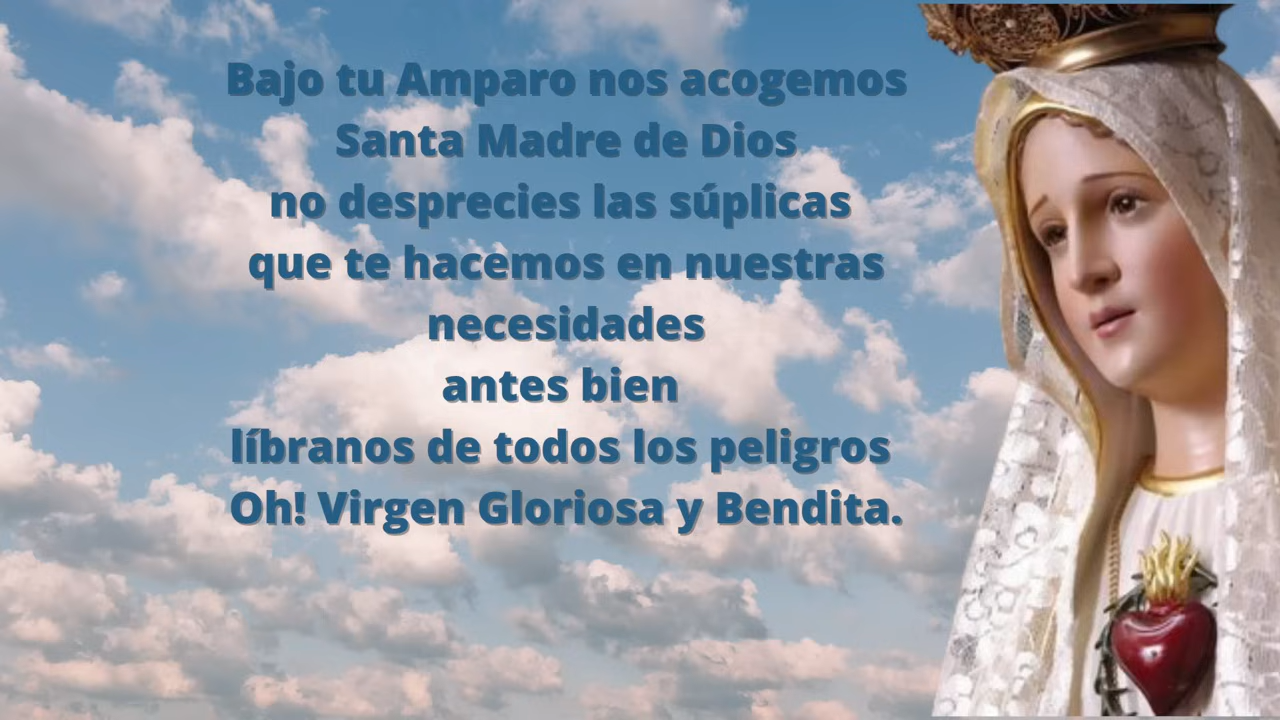 Bajo tu Amparo nos acogemos
Santa Madre de Dios
no desprecies las súplicas
que te hacemos en nuestras
necesidades
antes bien
líbranos de todos los peligros
Oh! Virgen Gloriosa y Bendita.